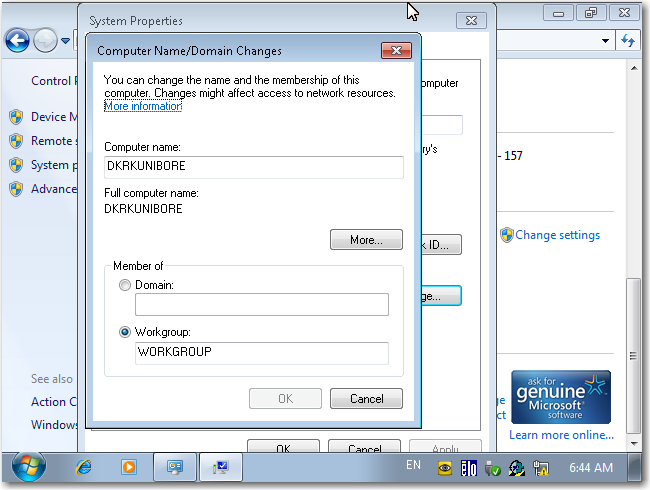 System Properties
Computer Name/Domain Changes
You can change the name and the membership of this
computer. Changes might affect access to network resources.
More information
Computer name:
DKRKUNIBORE
Full computer name:
DKRKUNIBORE
More...
Member of
Domain:
Workgroup:
WORKGROUP
OK
Cancel
Control P
Device M
Remote s
System p
Advance
See also
Action C
Windows
omputer
ry's
k ID...
ge...
OK
Cancel
Apply
- 157
Change settings
ge
ct
ask for
genuine
Microsoft
software
Learn more online...
EN
6:44 AM